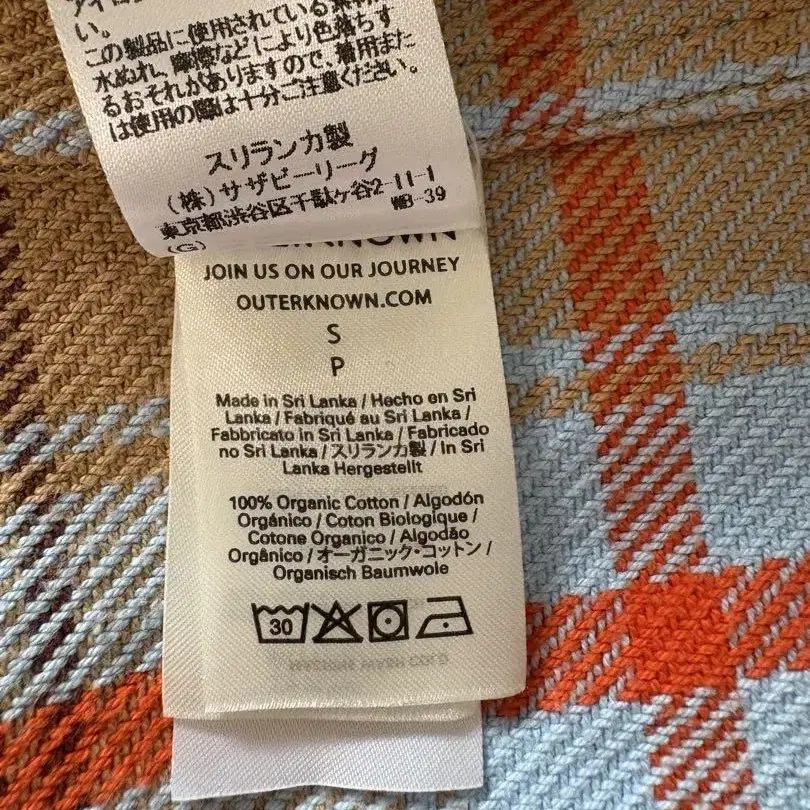 い。
この製品に使用されている素材
水ぬれ、摩擦などにより色落ちす
るおそれがありますので、着用また
は使用の際は十分ご注意ください。
スリランカ製
(株)サザビーリーグ
東京都渋谷区千駄ヶ谷2-11-1
(G) WB-39
OUTERKNOWN
JOIN US ON OUR JOURNEY
OUTERKNOWN.COM
S
P
Made in Sri Lanka / Hecho en Sri
Lanka / Fabriqué au Sri Lanka /
Fabbricato in Sri Lanka / Fabricado
no Sri Lanka / スリランカ製 / In Sri
Lanka Hergestellt
100% Organic Cotton / Algodón
Orgánico / Coton Biologique /
Cotone Organico / Algodão
Orgânico / オーガニック・コットン /
Organisch Baumwole
30
MACHINE WASH COLD